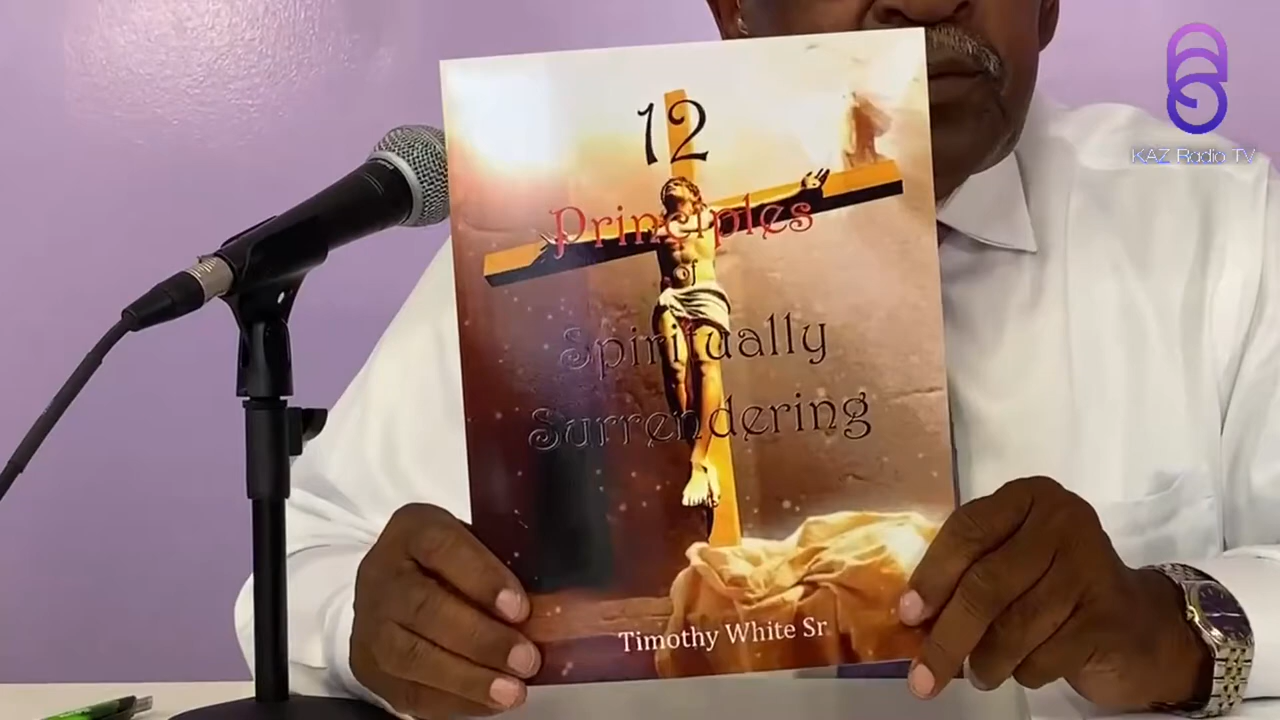 KAZ Radio TV
12
Principles
of
Spiritually
Surrendering
Timothy White Sr